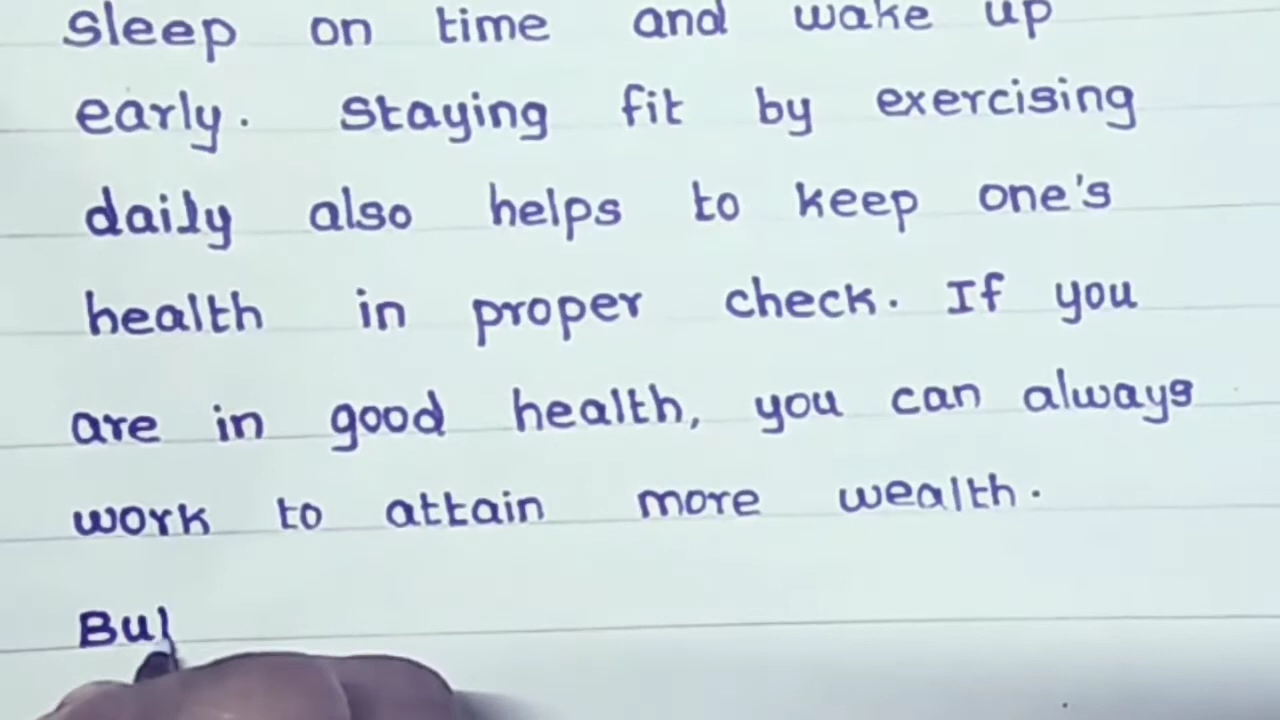 Sleep on time and wake up
early. Staying fit by exercising
daily also helps to keep one's
health in proper check. If you
are in good health, you can always
work to attain more wealth.